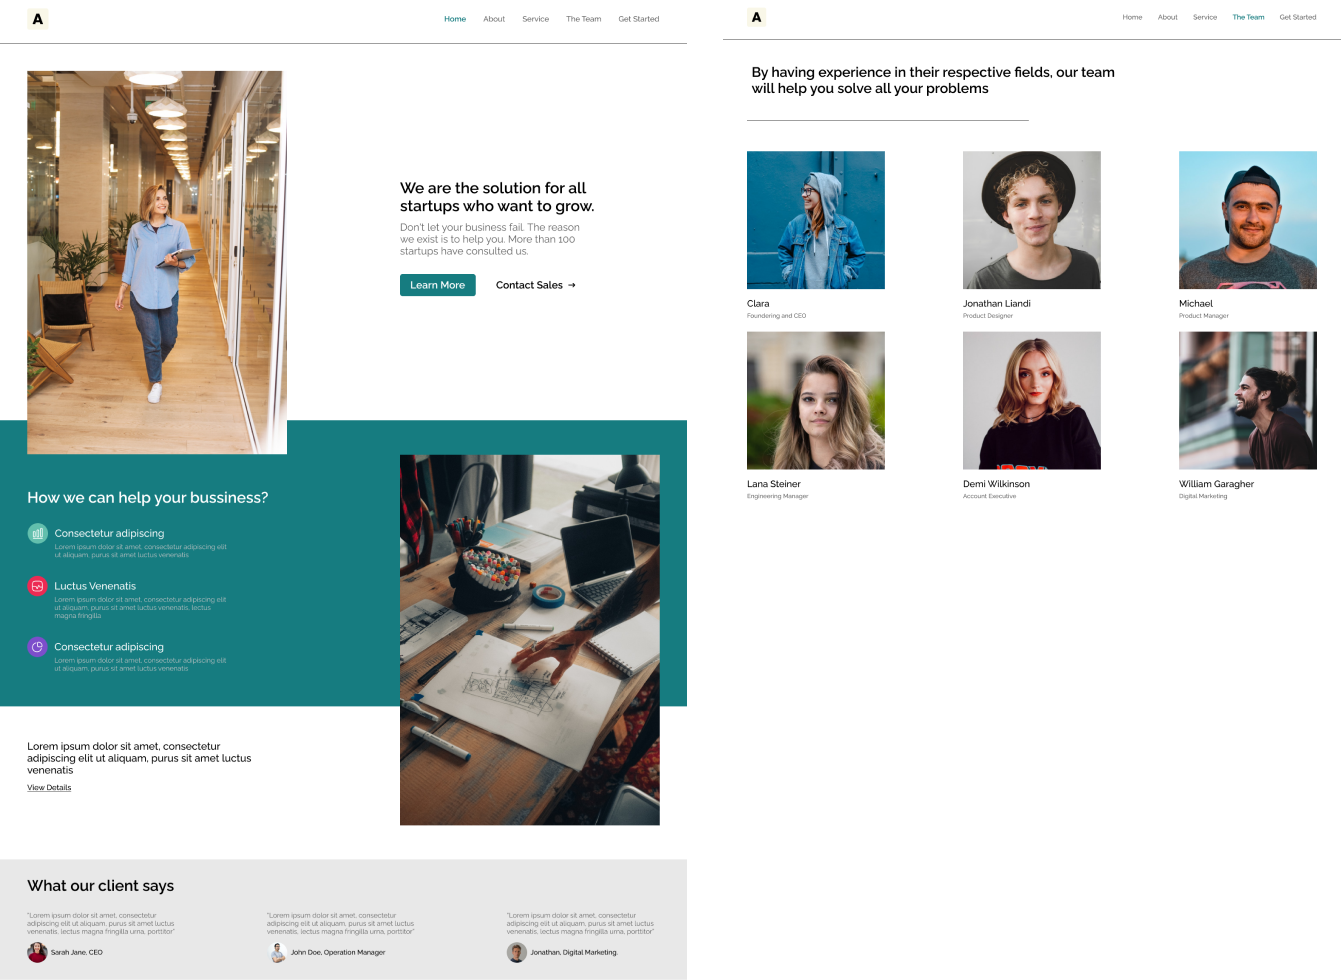 A
Home About Service The Team Get Started
We are the solution for all
startups who want to grow.
Don't let your business fail. The reason
we exist is to help you. More than 100
startups have consulted us.
Learn More Contact Sales →
How we can help your bussiness?
Consectetur adipiscing
Lorem ipsum dolor sit amet, consectetur adipiscing elit
ut aliquam, purus sit amet luctus venenatis
Luctus Venenatis
Lorem ipsum dolor sit amet, consectetur adipiscing elit
ut aliquam, purus sit amet luctus venenatis, lectus
magna fringilla
Consectetur adipiscing
Lorem ipsum dolor sit amet, consectetur adipiscing elit
ut aliquam, purus sit amet luctus venenatis
Lorem ipsum dolor sit amet, consectetur
adipiscing elit ut aliquam, purus sit amet luctus
venenatis
View Details
What our client says
"Lorem ipsum dolor sit amet, consectetur
adipiscing elit ut aliquam, purus sit amet luctus
venenatis, lectus magna fringilla urna, porttitor"
Sarah Jane, CEO
"Lorem ipsum dolor sit amet, consectetur
adipiscing elit ut aliquam, purus sit amet luctus
venenatis, lectus magna fringilla urna, porttitor"
John Doe, Operation Manager
"Lorem ipsum dolor sit amet, consectetur
adipiscing elit ut aliquam, purus sit amet luctus
venenatis, lectus magna fringilla urna, porttitor"
Jonathan, Digital Marketing.
A
Home About Service The Team Get Started
By having experience in their respective fields, our team
will help you solve all your problems
Clara
Foundering and CEO
Jonathan Liandi
Product Designer
Michael
Product Manager
Lana Steiner
Engineering Manager
Demi Wilkinson
Account Executive
William Garagher
Digital Marketing